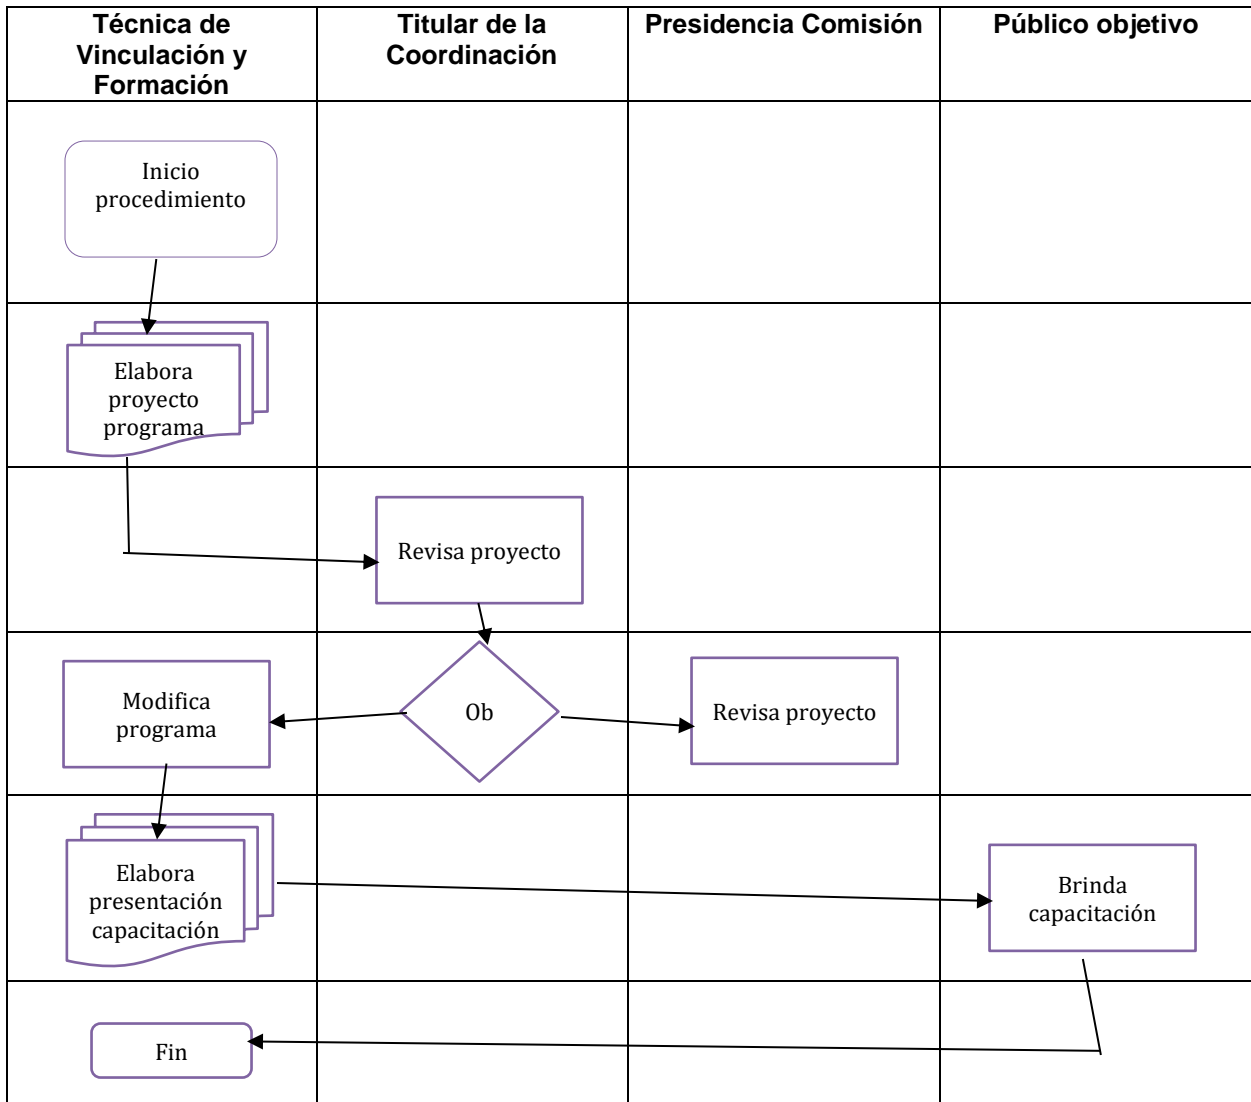 Técnica de
Vinculación y
Formación
Titular de la
Coordinación
Presidencia Comisión
Público objetivo
Inicio
procedimiento
Elabora
proyecto
programa
Revisa proyecto
Modifica
programa
Ob
Revisa proyecto
Elabora
presentación
capacitación
Brinda
capacitación
Fin